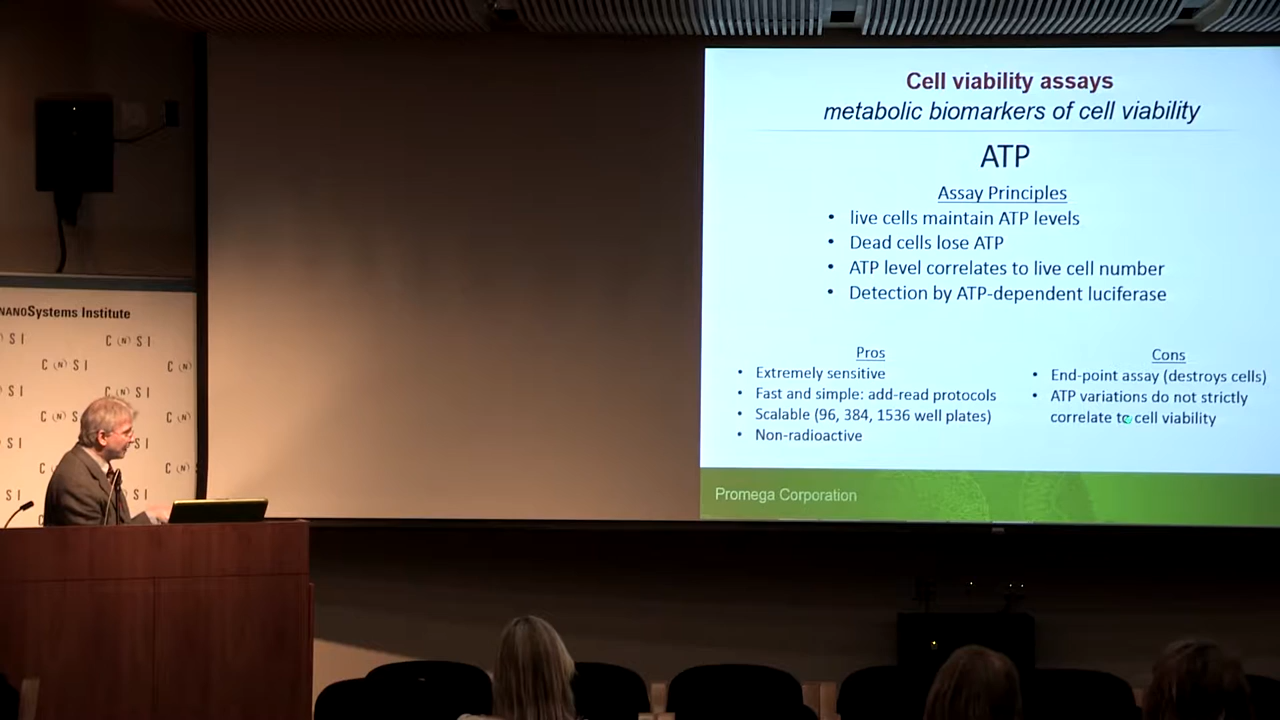 Cell viability assays
metabolic biomarkers of cell viability
ATP
Assay Principles
• live cells maintain ATP levels
• Dead cells lose ATP
• ATP level correlates to live cell number
• Detection by ATP-dependent luciferase
Pros
• Extremely sensitive
• Fast and simple: add-read protocols
• Scalable (96, 384, 1536 well plates)
• Non-radioactive
Cons
• End-point assay (destroys cells)
• ATP variations do not strictly
correlate to cell viability
Promega Corporation
NANOSystems Institute
S I
C (N) S I
C (N) S I
C (N)
S I
C (N) S I
C (N) S
C (N)
S I
S I
C
C (N)
S I
S I